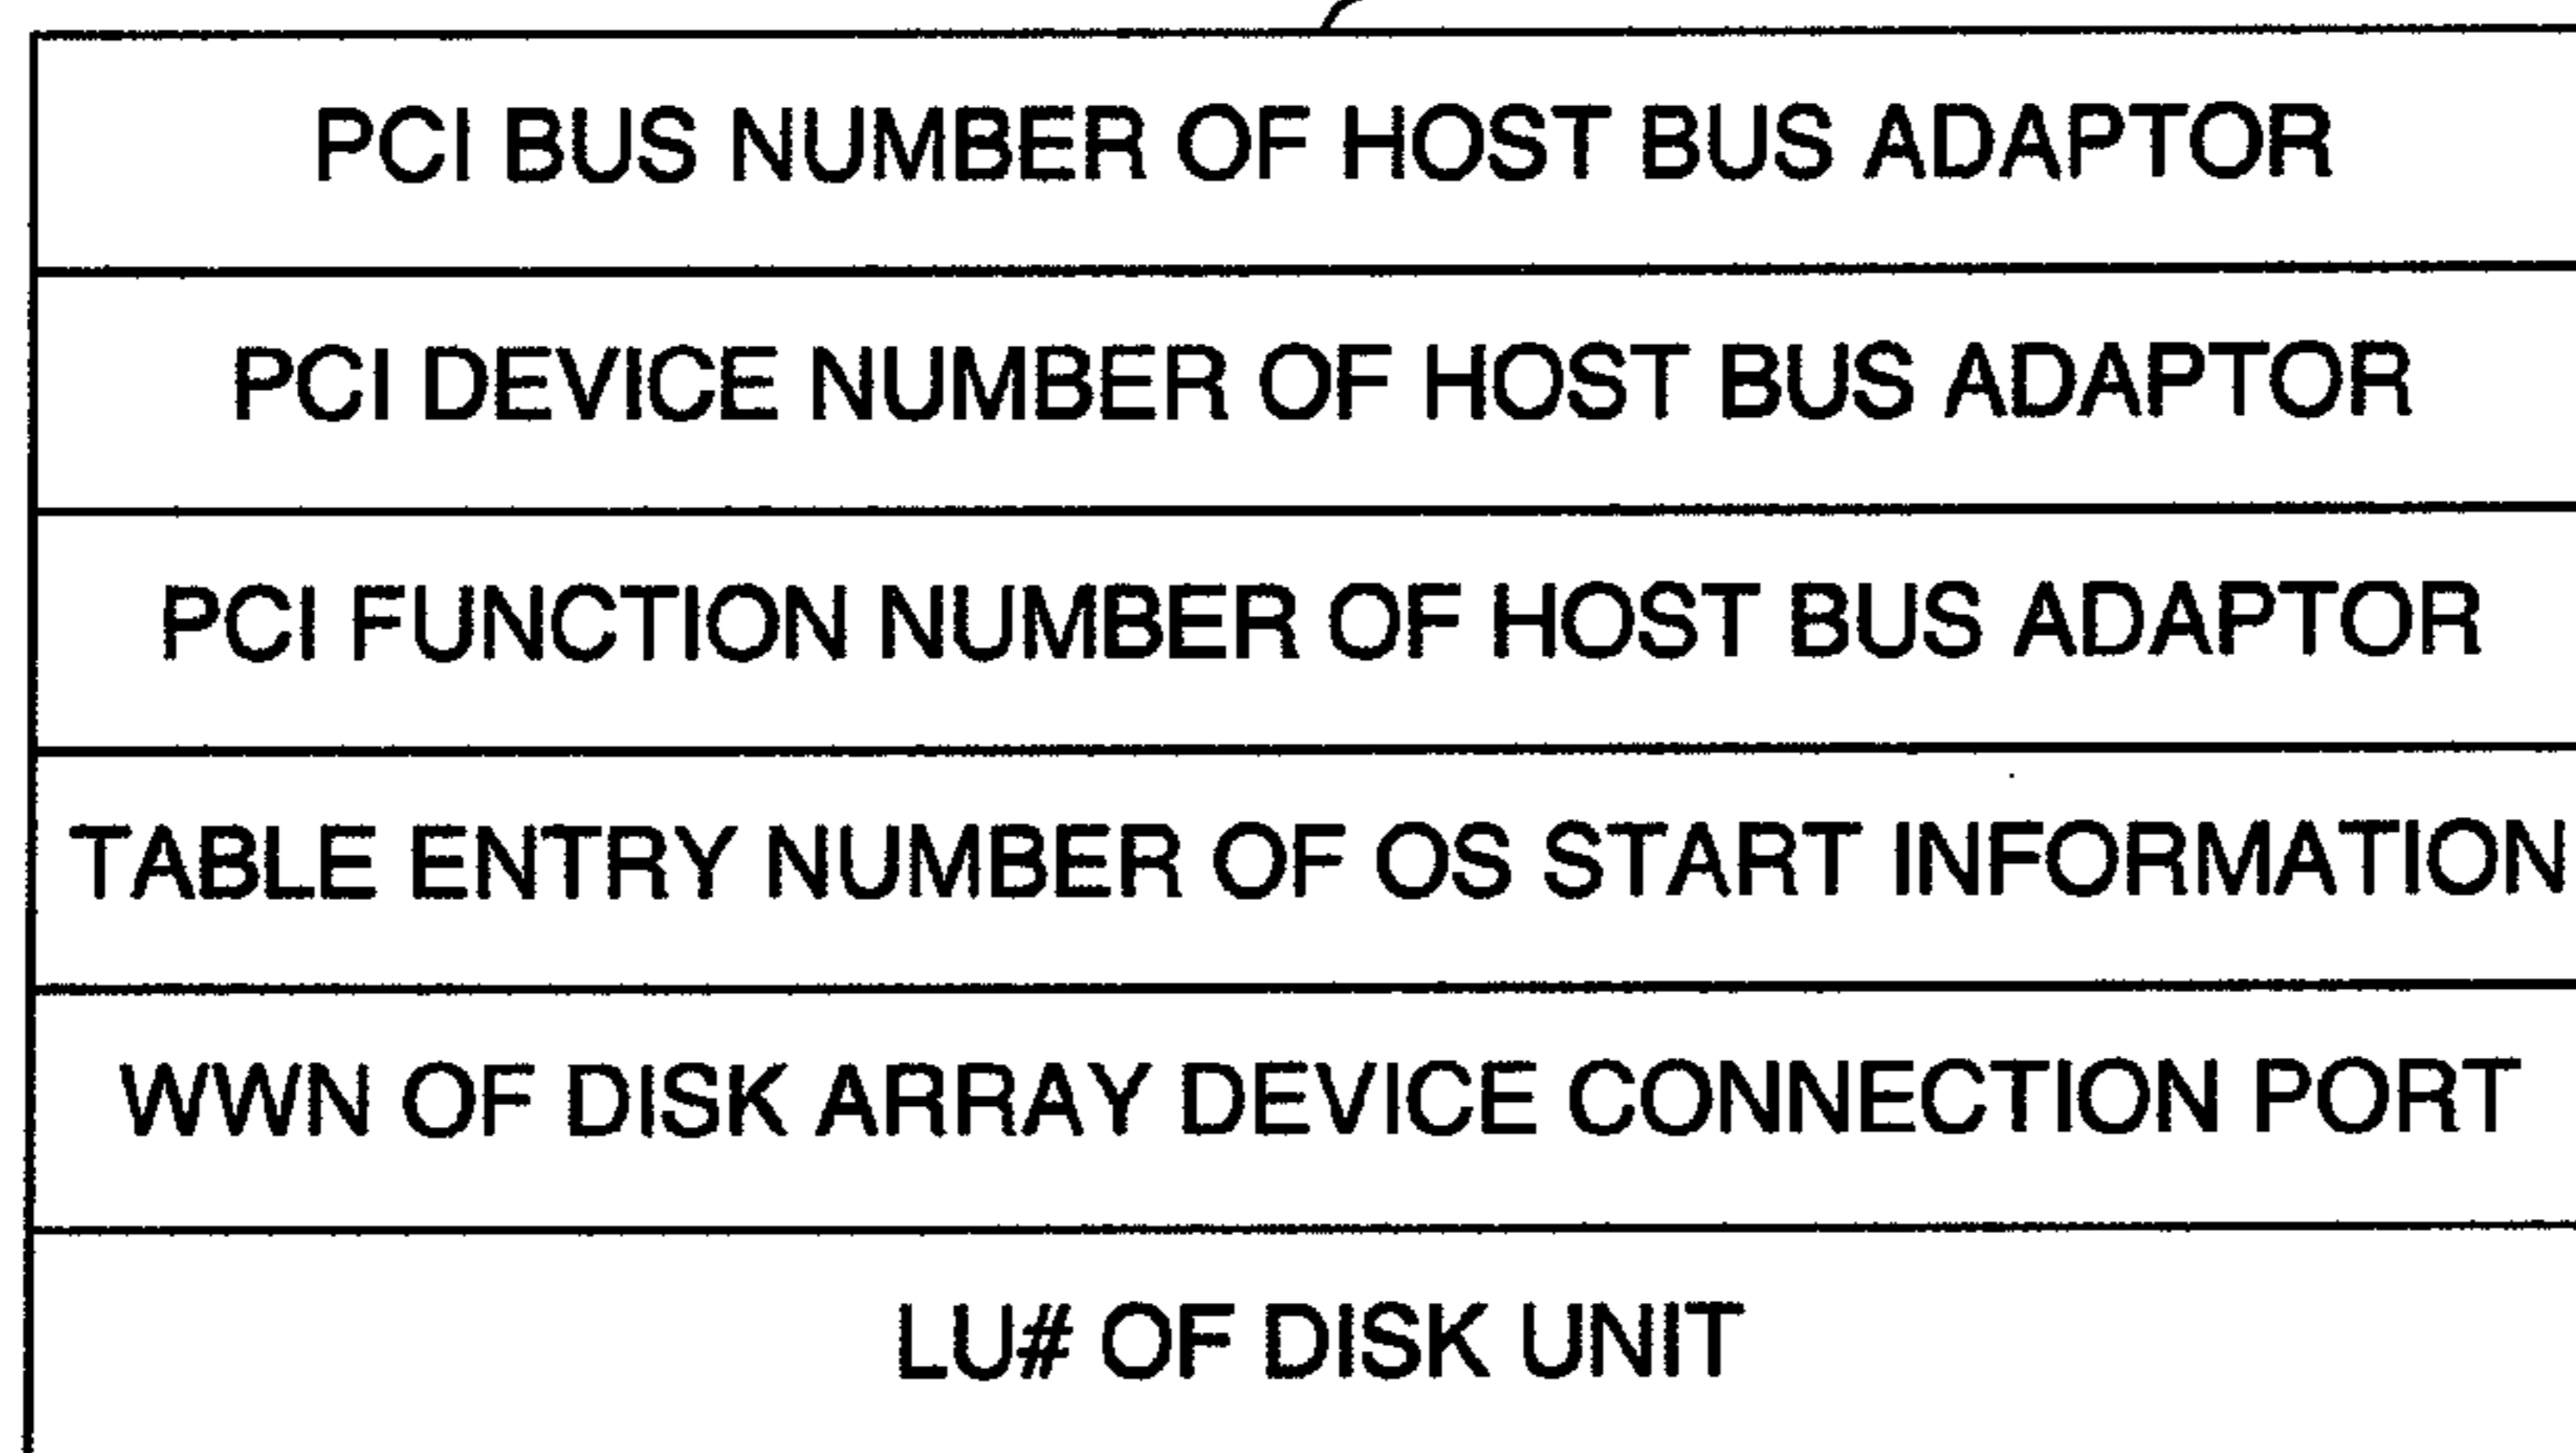 PCI BUS NUMBER OF HOST BUS ADAPTOR
PCI DEVICE NUMBER OF HOST BUS ADAPTOR
PCI FUNCTION NUMBER OF HOST BUS ADAPTOR
TABLE ENTRY NUMBER OF OS START INFORMATION
WWN OF DISK ARRAY DEVICE CONNECTION PORT
LU# OF DISK UNIT